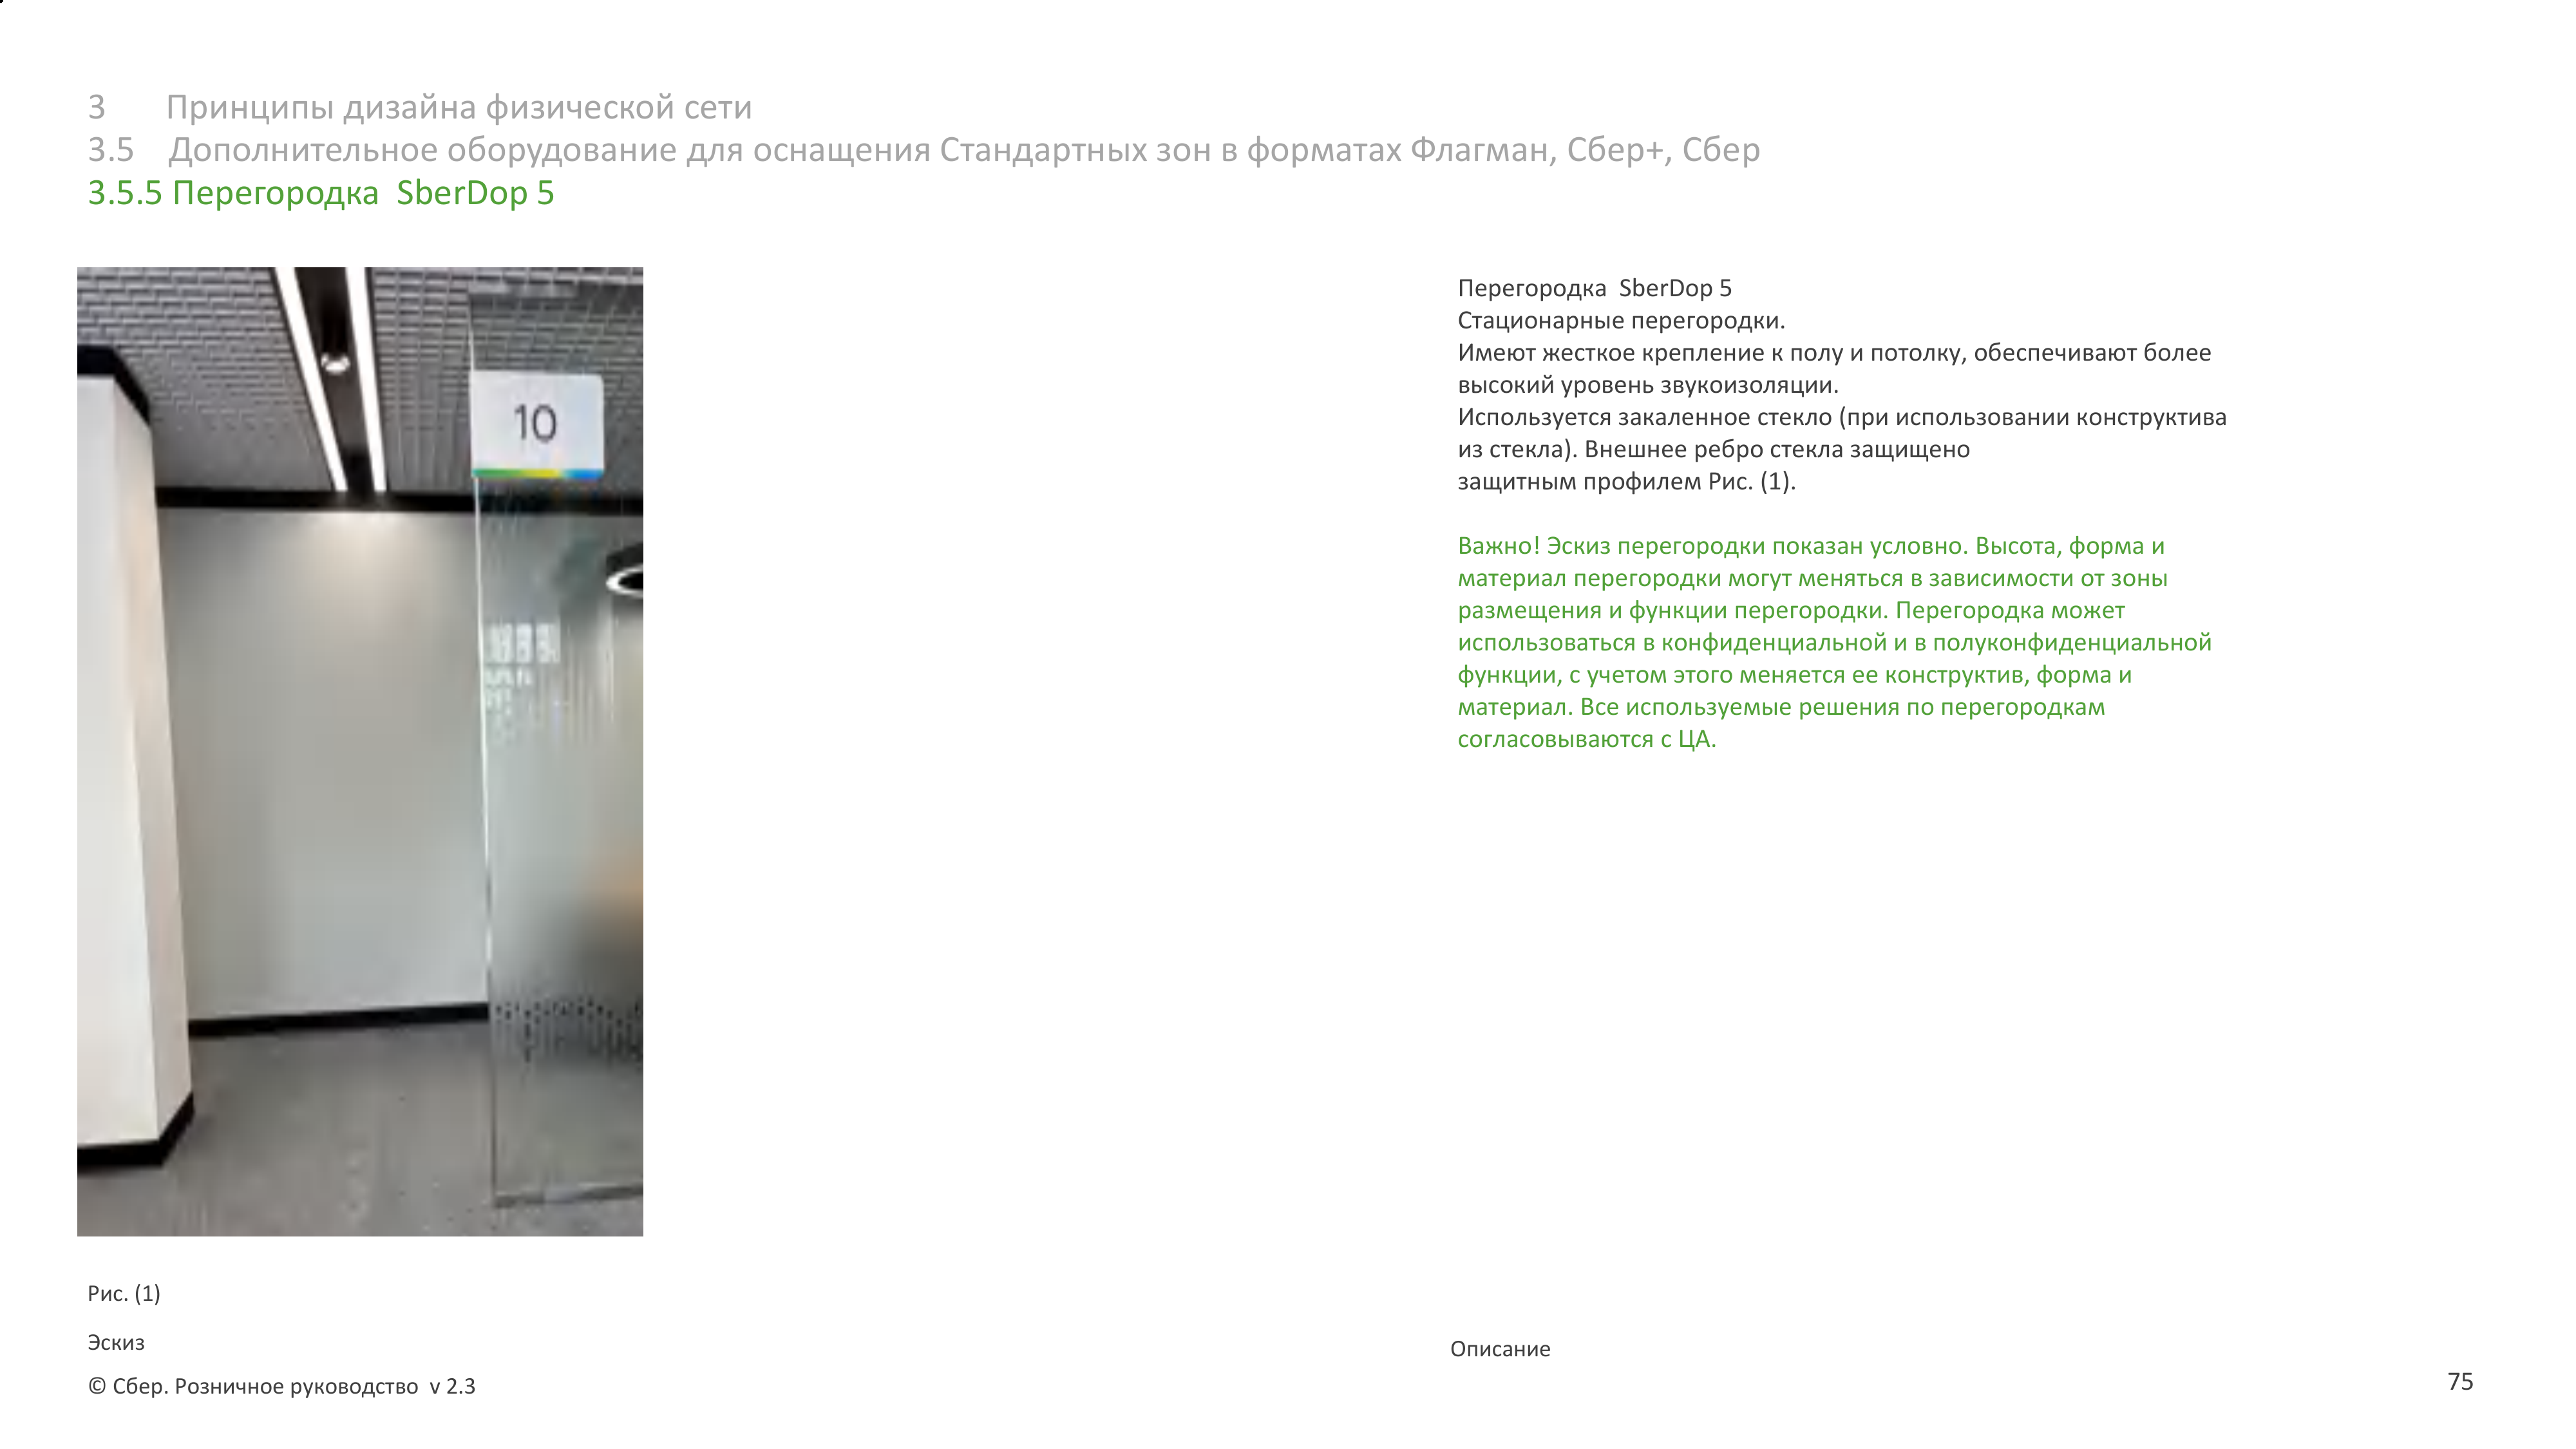 3 Принципы дизайна физической сети
3.5 Дополнительное оборудование для оснащения Стандартных зон в форматах Флагман, Сбер+, Сбер
3.5.5 Перегородка SberDop 5
10
Перегородка SberDop 5
Стационарные перегородки.
Имеют жесткое крепление к полу и потолку, обеспечивают более
высокий уровень звукоизоляции.
Используется закаленное стекло (при использовании конструктива
из стекла). Внешнее ребро стекла защищено
защитным профилем Рис. (1).
Важно! Эскиз перегородки показан условно. Высота, форма и
материал перегородки могут меняться в зависимости от зоны
размещения и функции перегородки. Перегородка может
использоваться в конфиденциальной и в полуконфиденциальной
функции, с учетом этого меняется ее конструктив, форма и
материал. Все используемые решения по перегородкам
согласовываются с ЦА.
Рис. (1)
Эскиз
Описание
© Сбер. Розничное руководство v 2.3
75